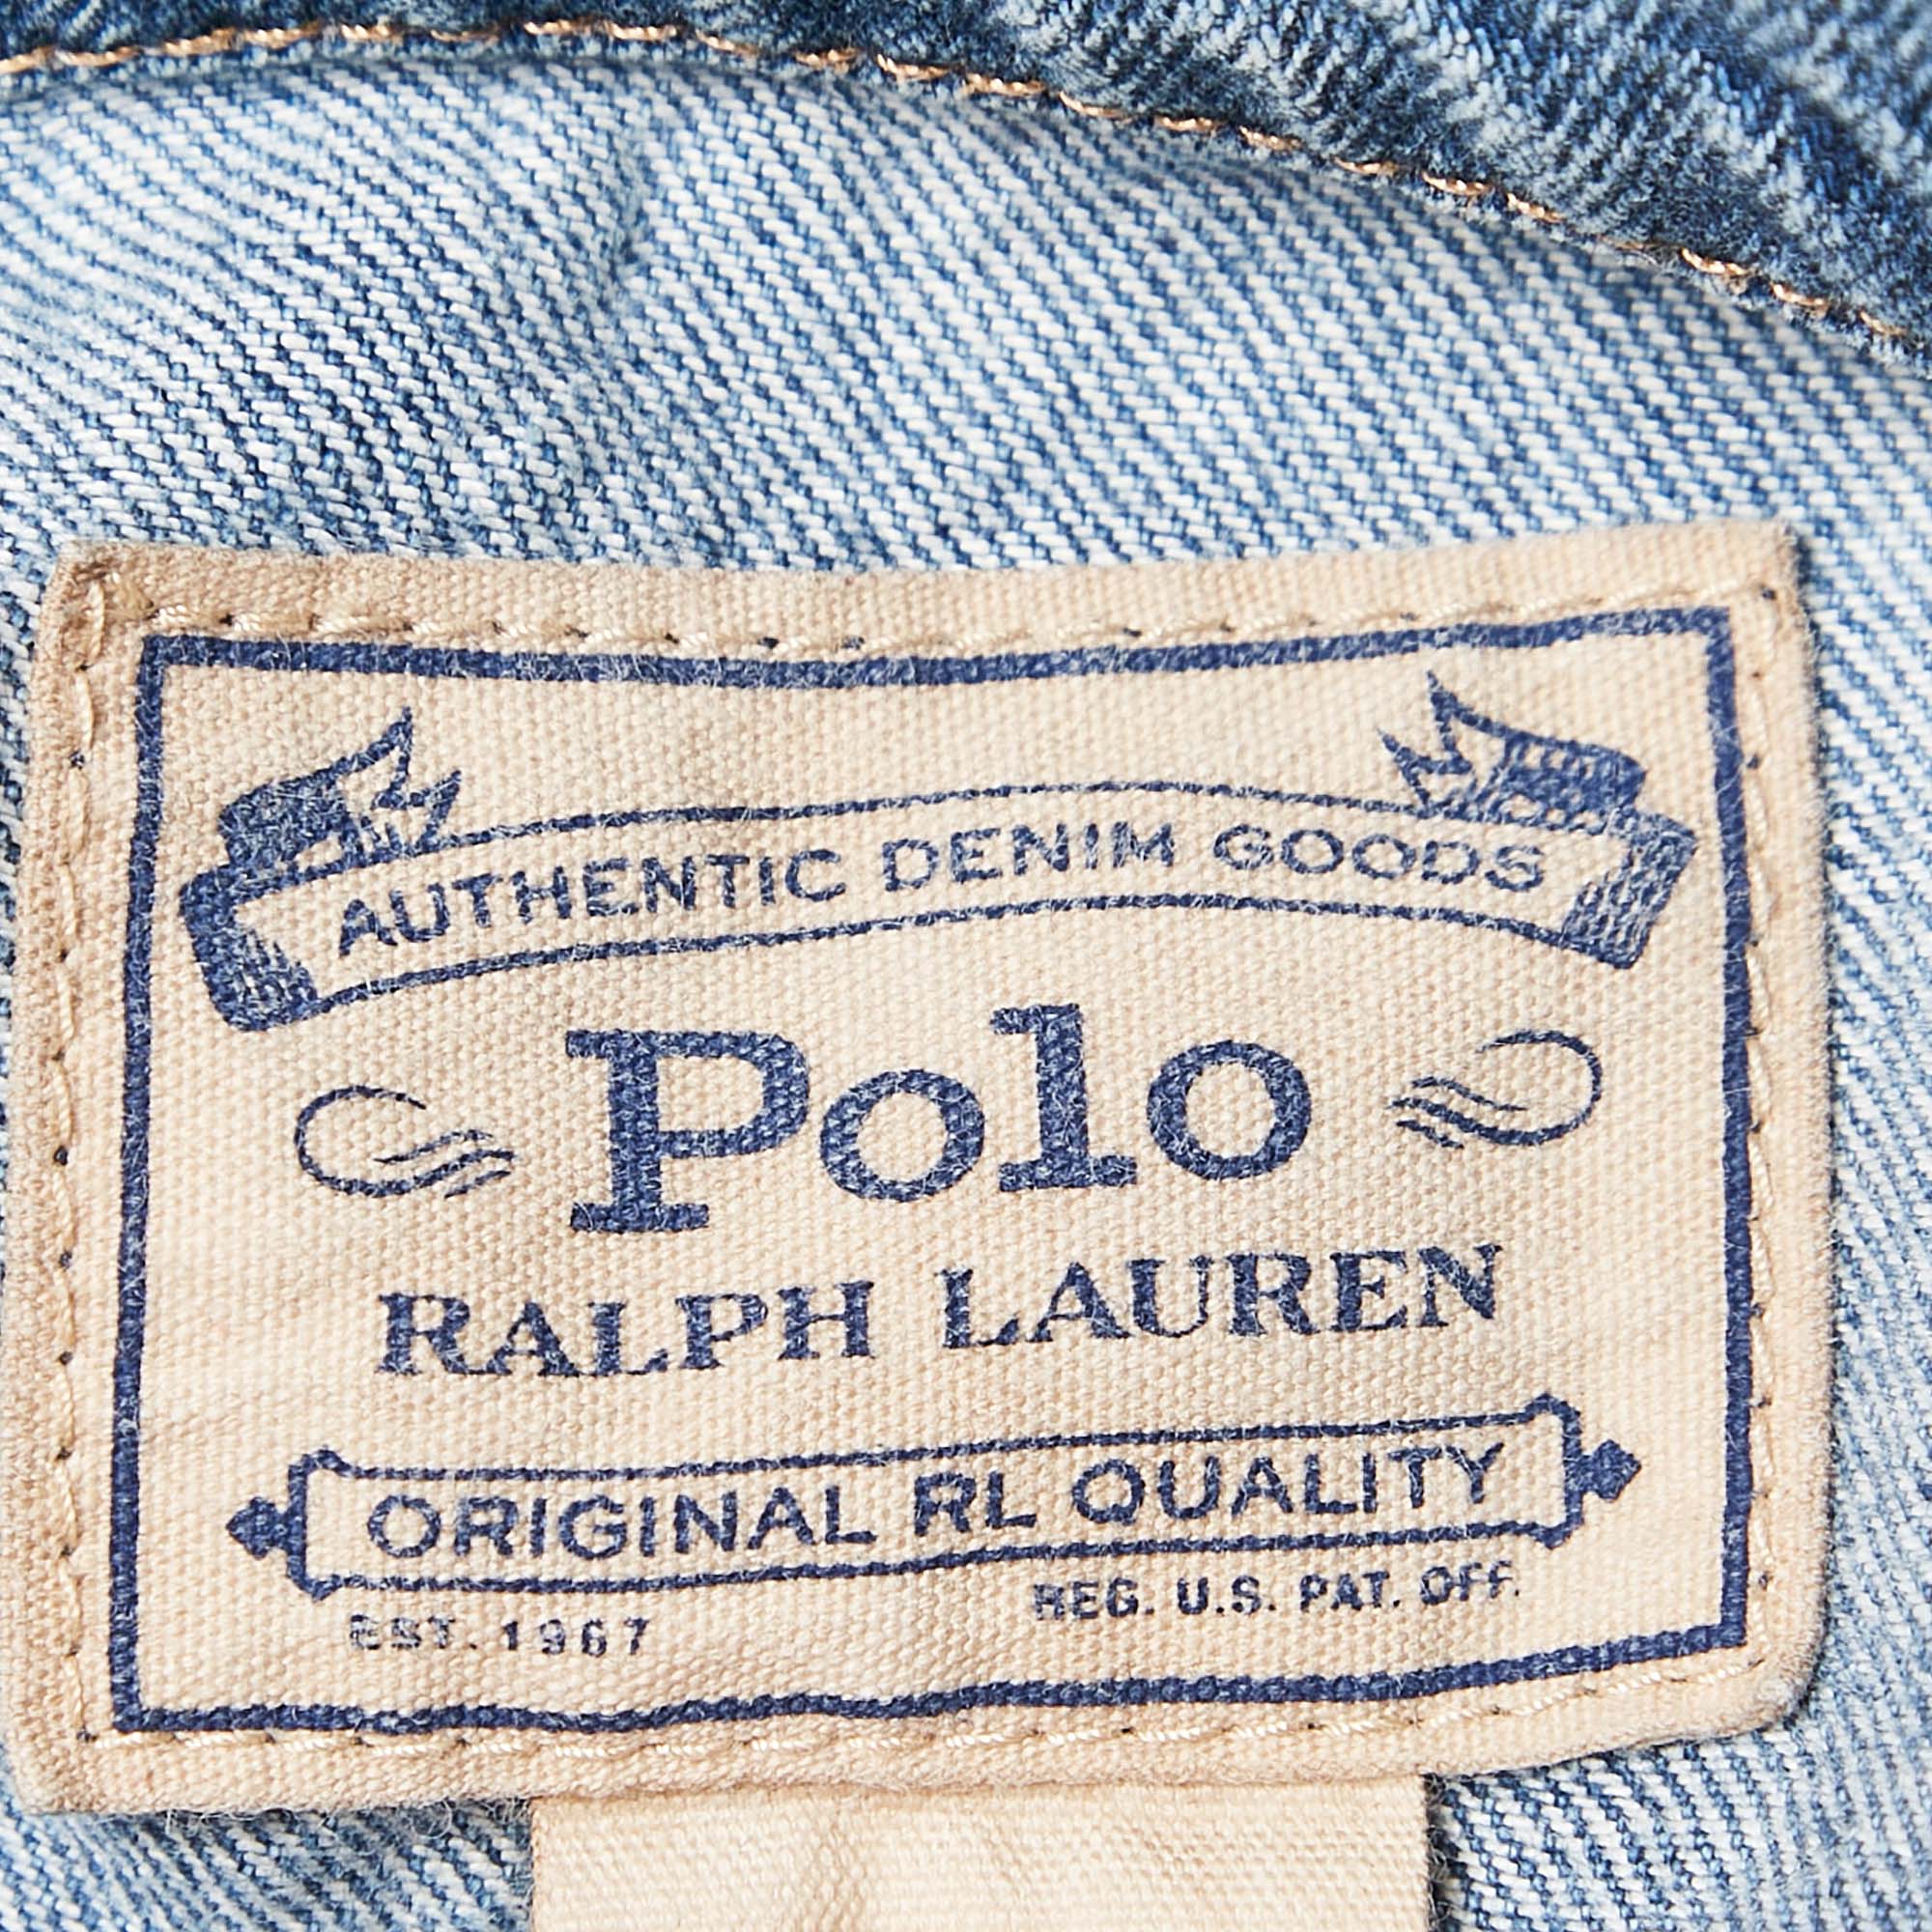 AUTHENTIC DENIM GOODS
Polo
RALPH LAUREN
ORIGINAL RL QUALITY
EST. 1967
REG. U.S. PAT. OFF.